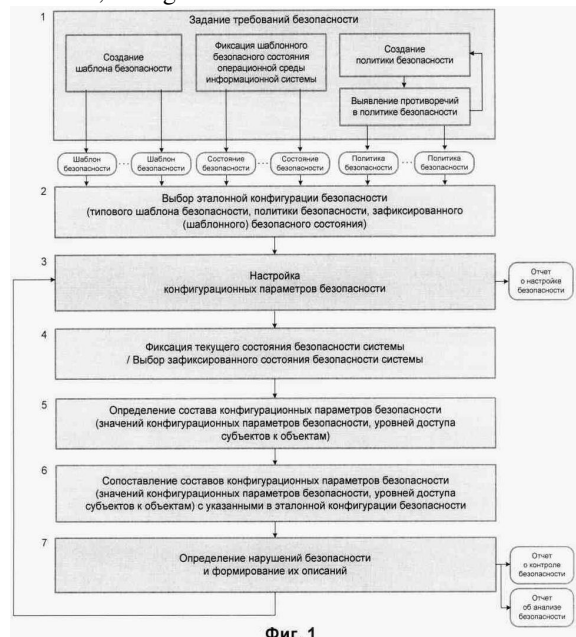 1
Задание требований безопасности
Создание
шаблона безопасности
Фиксация шаблонного
безопасного состояния
операционной среды
информационной системы
Создание
политики безопасности
Выявление противоречий
в политике безопасности
Шаблон
безопасности
...
Шаблон
безопасности
Состояние
безопасности
...
Состояние
безопасности
Политика
безопасности
...
Политика
безопасности
2
Выбор эталонной конфигурации безопасности
(типового шаблона безопасности, политики безопасности, зафиксированного
(шаблонного) безопасного состояния)
3
Настройка
конфигурационных параметров безопасности
Отчет
о настройке
безопасности
4
Фиксация текущего состояния безопасности системы
/ Выбор зафиксированного состояния безопасности системы
5
Определение состава конфигурационных параметров безопасности
(значений конфигурационных параметров безопасности, уровней доступа
субъектов к объектам)
6
Сопоставление составов конфигурационных параметров безопасности
(значений конфигурационных параметров безопасности, уровней доступа
субъектов к объектам) с указанными в эталонной конфигурации безопасности
7
Определение нарушений безопасности
и формирование их описаний
Отчет
о контроле
безопасности
Отчет
об анализе
безопасности
Фиг. 1